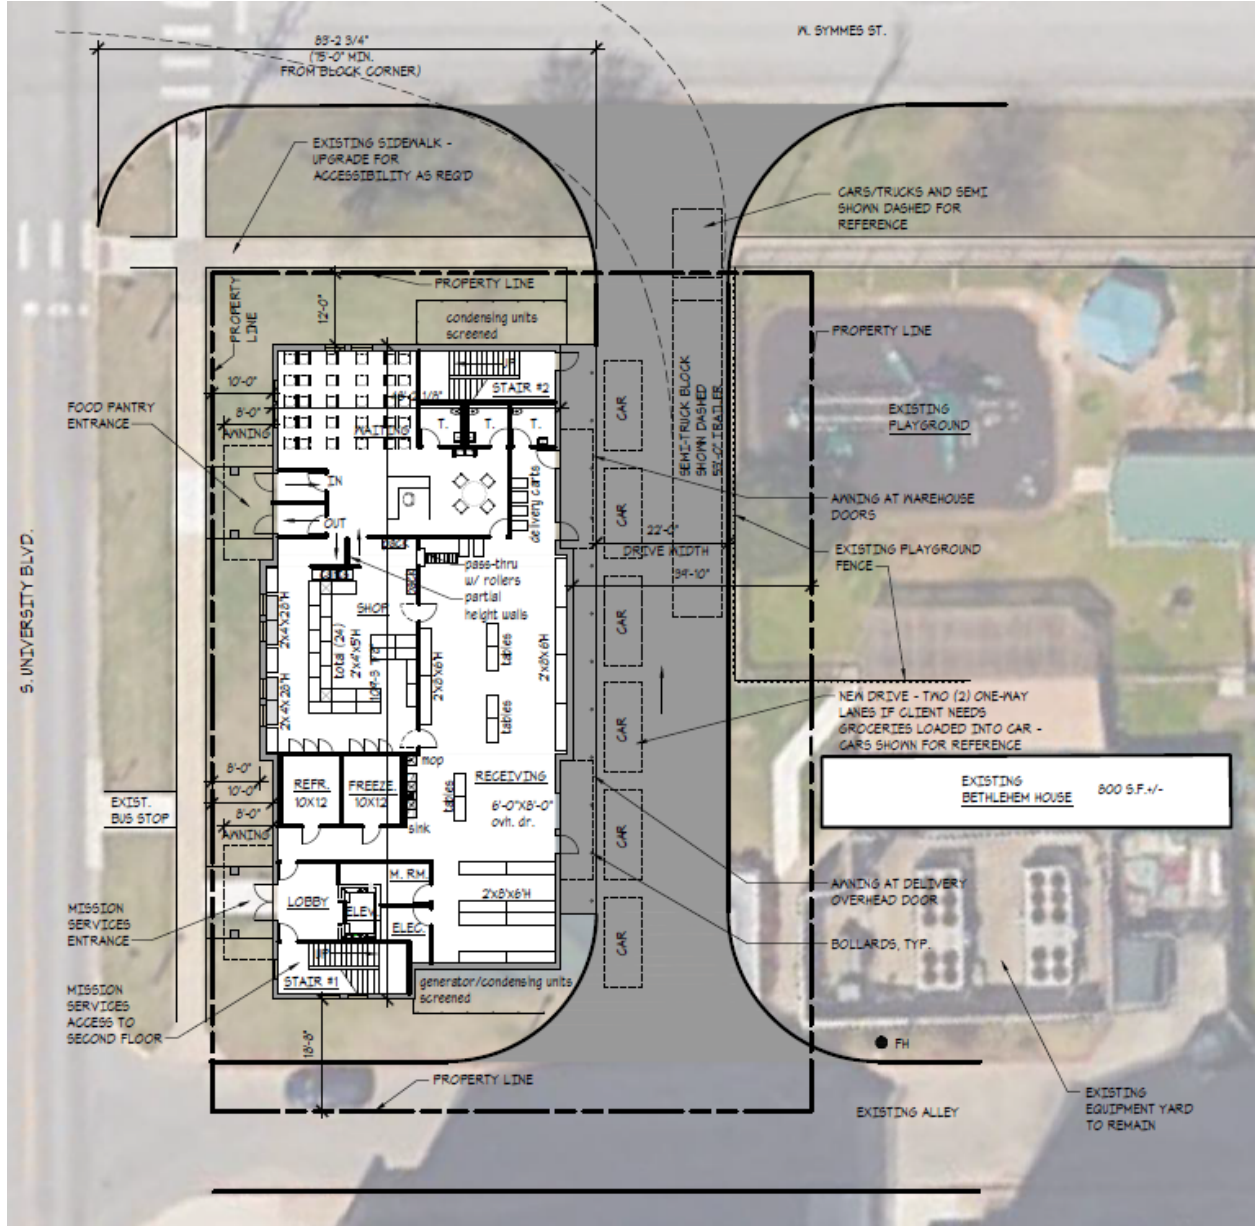 W. SYMMES ST.
83'-2 3/4"
(75'-0" MIN.
FROM BLOCK CORNER)
EXISTING SIDEWALK -
UPGRADE FOR
ACCESSIBILITY AS REQ'D
CARS/TRUCKS AND SEMI
SHOWN DASHED FOR
REFERENCE
PROPERTY LINE
PROPERTY
LINE
12'-0"
condensing units
screened
PROPERTY LINE
SEMI-TRUCK BLOCK
SHOWN DASHED
53'-0" TRAILER
EXISTING
PLAYGROUND
10'-0"
8'-0"
AWNING
FOOD PANTRY
ENTRANCE
UP
STAIR #2
WAITING
T.
T.
T.
IN
OUT
delivery carts
CAR
CAR
CAR
CAR
CAR
CAR
AWNING AT WAREHOUSE
DOORS
22'-0"
DRIVE WIDTH
39'-10"
EXISTING PLAYGROUND
FENCE
S. UNIVERSITY BLVD.
pass-thru
w/ rollers
partial
height walls
SHOP
total (24)
2'x4'x5'H
2'x8'x6'H
tables
tables
2'x8'x6'H
NEW DRIVE - TWO (2) ONE-WAY
LANES IF CLIENT NEEDS
GROCERIES LOADED INTO CAR -
CARS SHOWN FOR REFERENCE
EXISTING
BETHLEHEM HOUSE
800 S.F.+/-
8'-0"
10'-0"
8'-0"
AWNING
EXIST.
BUS STOP
REFR.
10X12
FREEZE.
10X12
mop
sink
tables
RECEIVING
6'-0"X8'-0"
ovh. dr.
MISSION
SERVICES
ENTRANCE
LOBBY
ELEV.
M. RM.
ELEC.
2'x8'x6'H
AWNING AT DELIVERY
OVERHEAD DOOR
BOLLARDS, TYP.
MISSION
SERVICES
ACCESS TO
SECOND FLOOR
UP
STAIR #1
generator/condensing units
screened
18'-8"
PROPERTY LINE
FH
EXISTING ALLEY
EXISTING
EQUIPMENT YARD
TO REMAIN